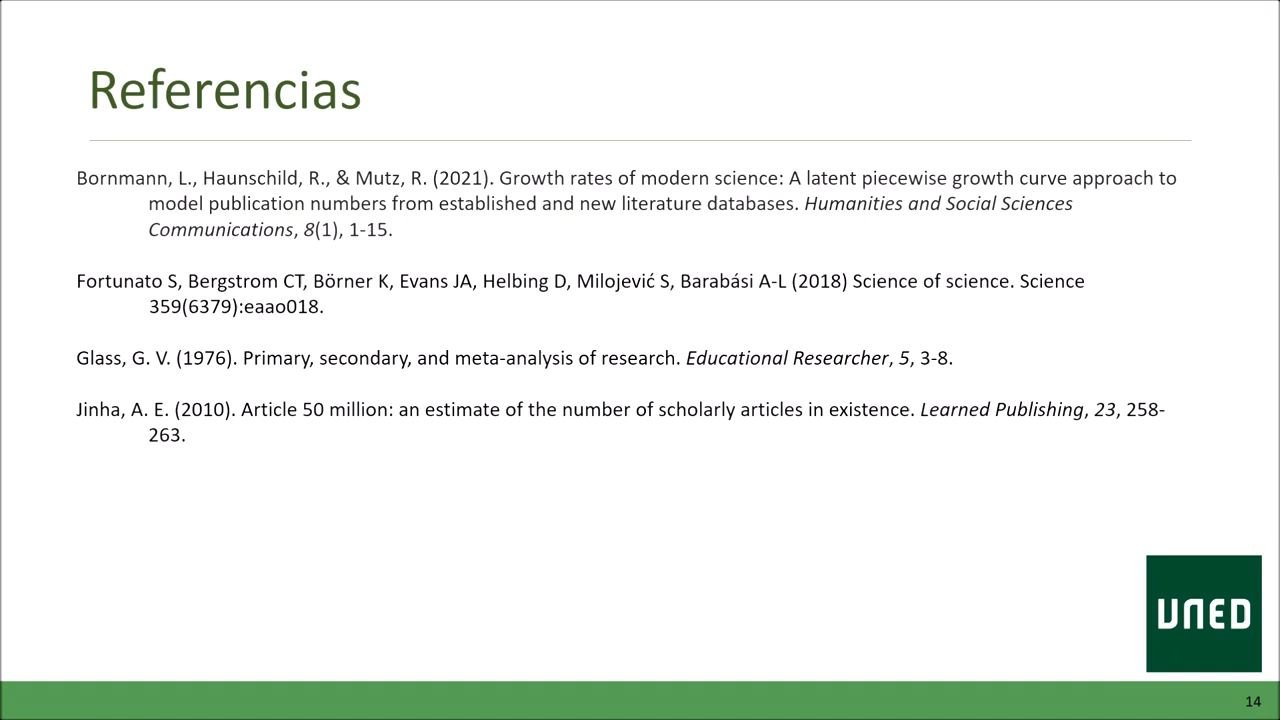 Referencias
Bornmann, L., Haunschild, R., & Mutz, R. (2021). Growth rates of modern science: A latent piecewise growth curve approach to
model publication numbers from established and new literature databases. Humanities and Social Sciences
Communications, 8(1), 1-15.
Fortunato S, Bergstrom CT, Börner K, Evans JA, Helbing D, Milojević S, Barabási A-L (2018) Science of science. Science
359(6379):eaao018.
Glass, G. V. (1976). Primary, secondary, and meta-analysis of research. Educational Researcher, 5, 3-8.
Jinha, A. E. (2010). Article 50 million: an estimate of the number of scholarly articles in existence. Learned Publishing, 23, 258-
263.
UNED
14